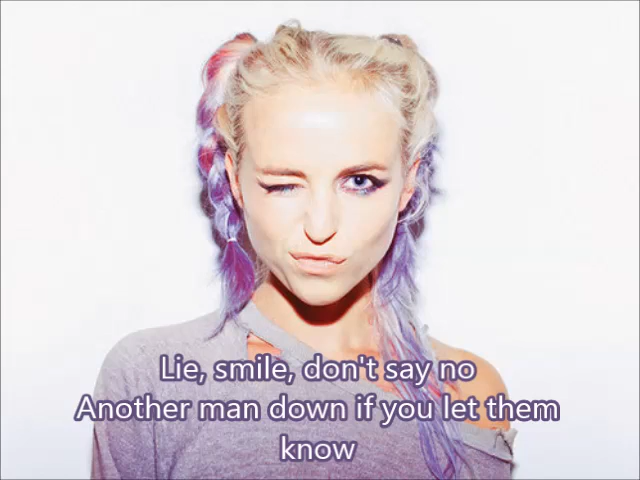 Lie, smile, don't say no
Another man down if you let them
know